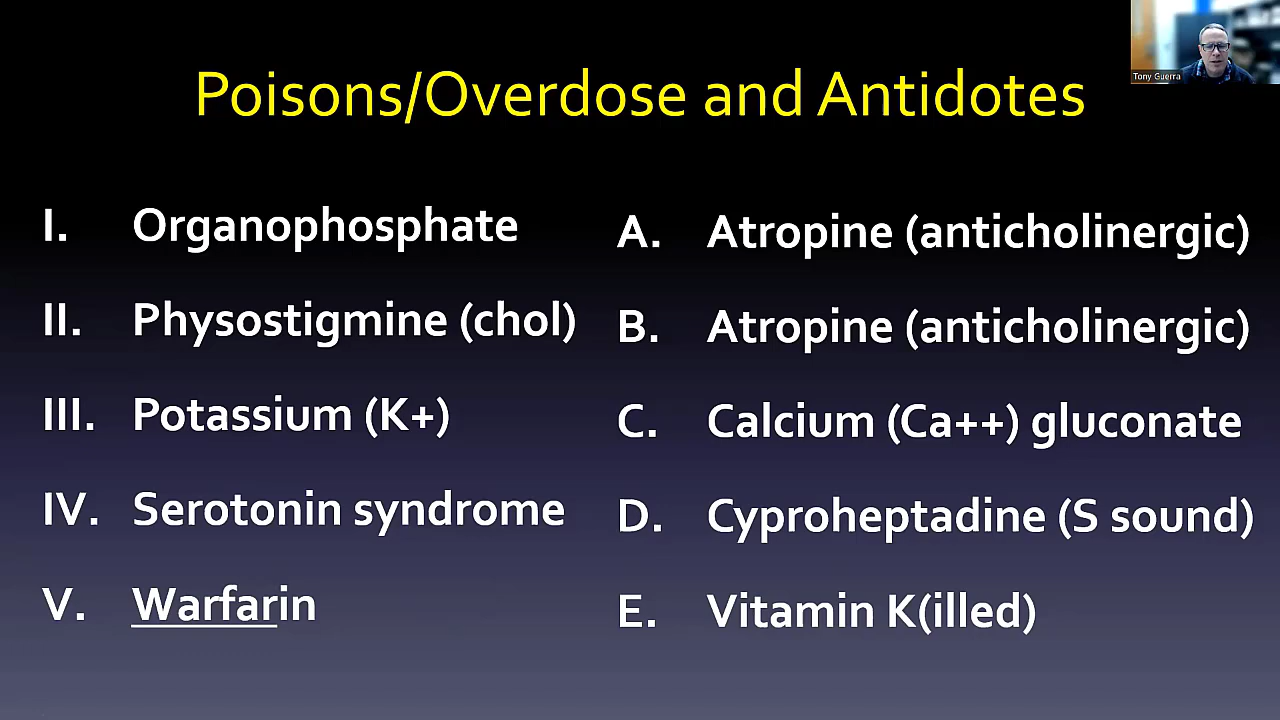 Tony Guerra
Poisons/Overdose and Antidotes
I. Organophosphate
II. Physostigmine (chol)
III. Potassium (K+)
IV. Serotonin syndrome
V. Warfarin
A. Atropine (anticholinergic)
B. Atropine (anticholinergic)
C. Calcium (Ca++) gluconate
D. Cyproheptadine (S sound)
E. Vitamin K(illed)